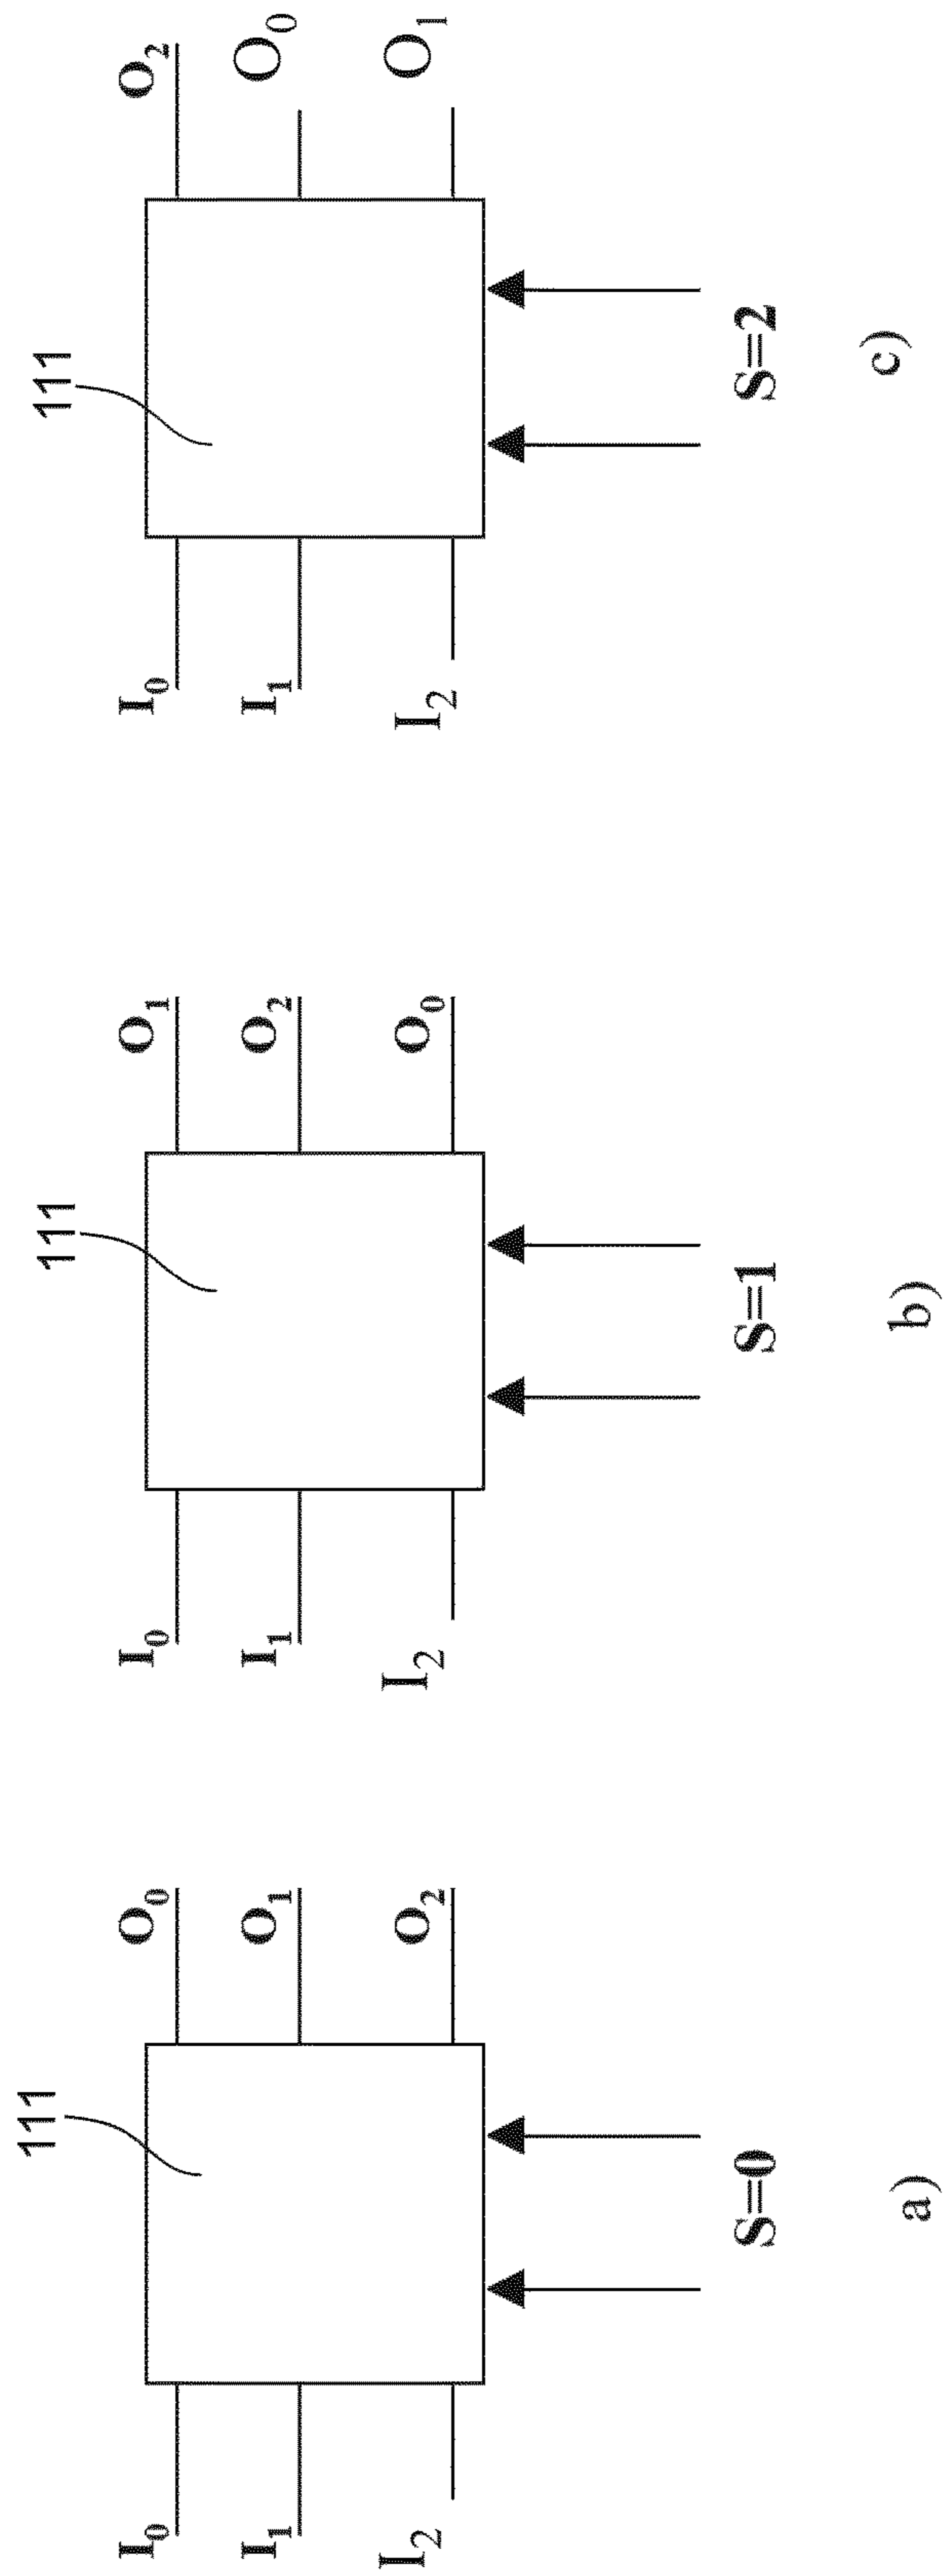 111
I₀
I₁
I₂
O₀
O₁
O₂
S=0
a)
111
I₀
I₁
I₂
O₁
O₂
O₀
S=1
b)
111
I₀
I₁
I₂
O₂
O₀
O₁
S=2
c)